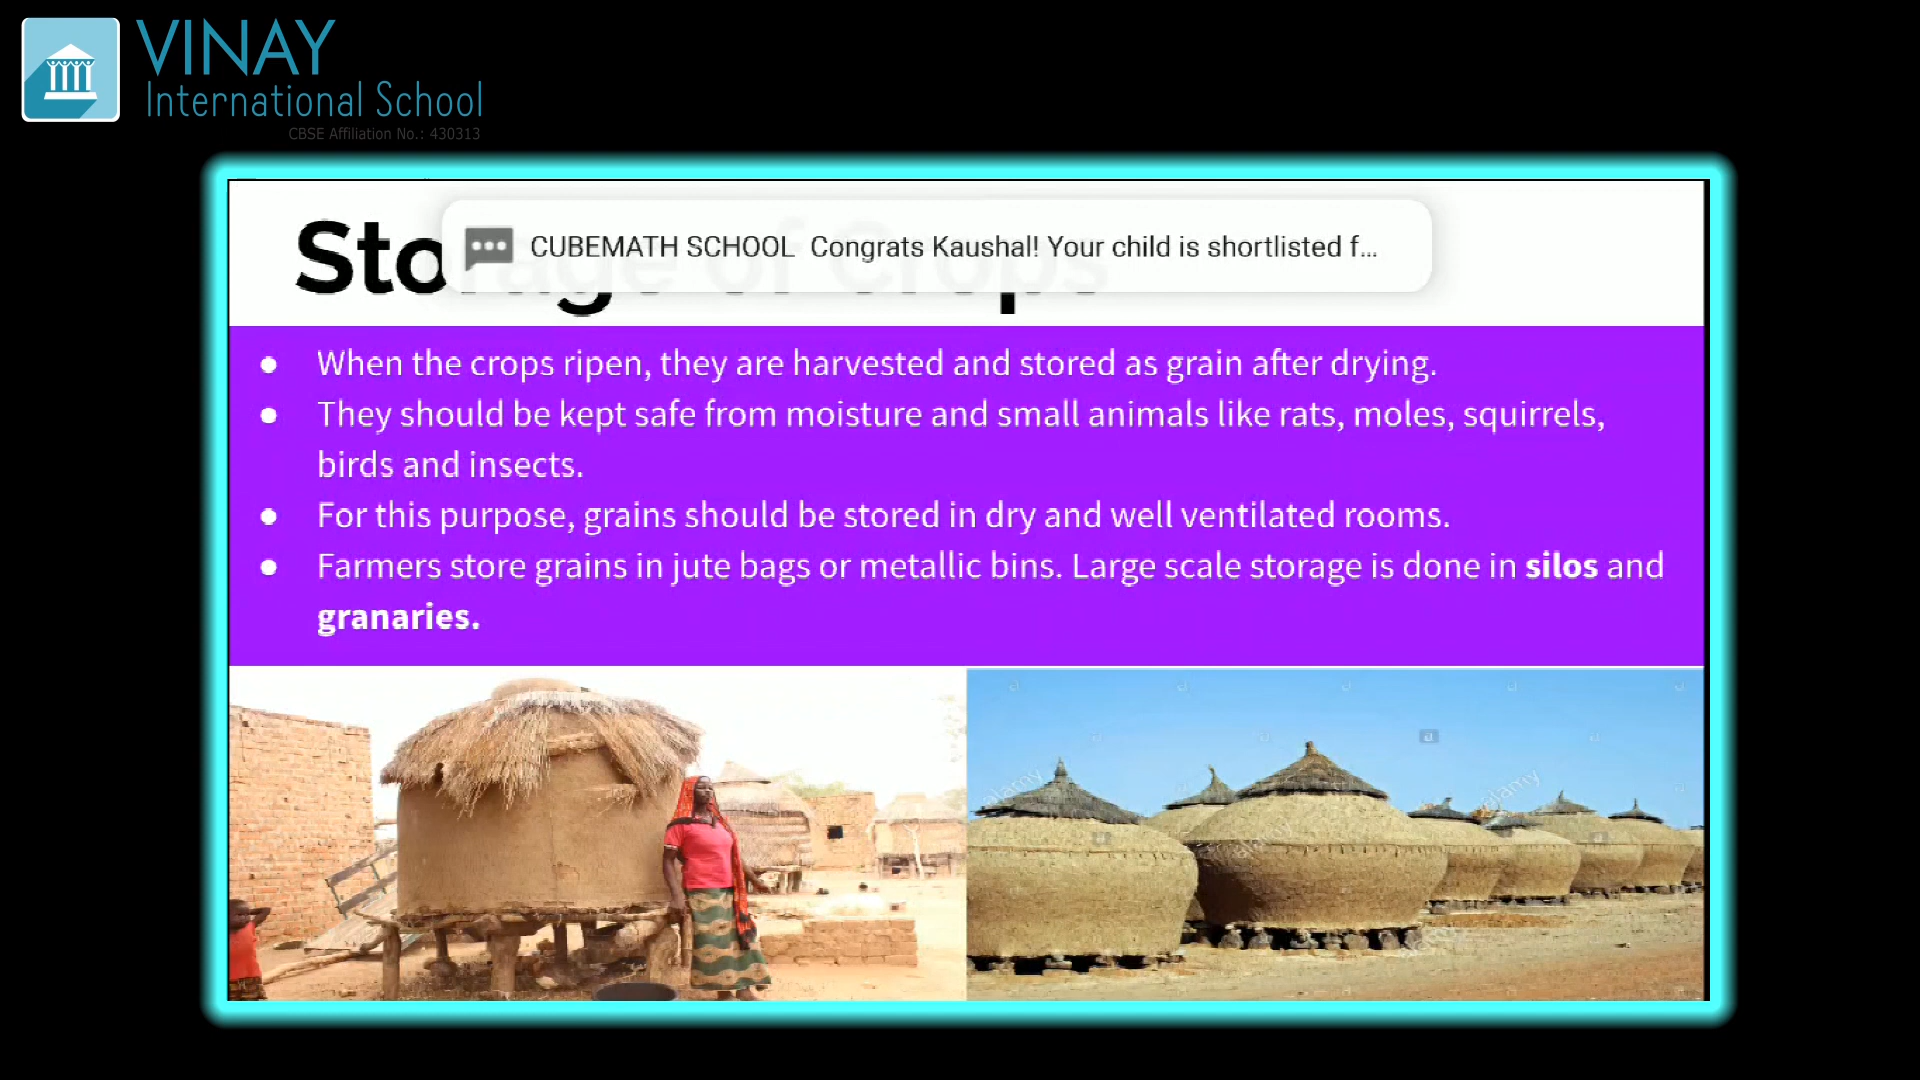 VINAY
International School
CBSE Affiliation No.: 430313
CUBEMATH SCHOOL Congrats Kaushal! Your child is shortlisted f...
Storage of Crops
● When the crops ripen, they are harvested and stored as grain after drying.
● They should be kept safe from moisture and small animals like rats, moles, squirrels,
birds and insects.
● For this purpose, grains should be stored in dry and well ventilated rooms.
● Farmers store grains in jute bags or metallic bins. Large scale storage is done in silos and
granaries.
alamy
alamy